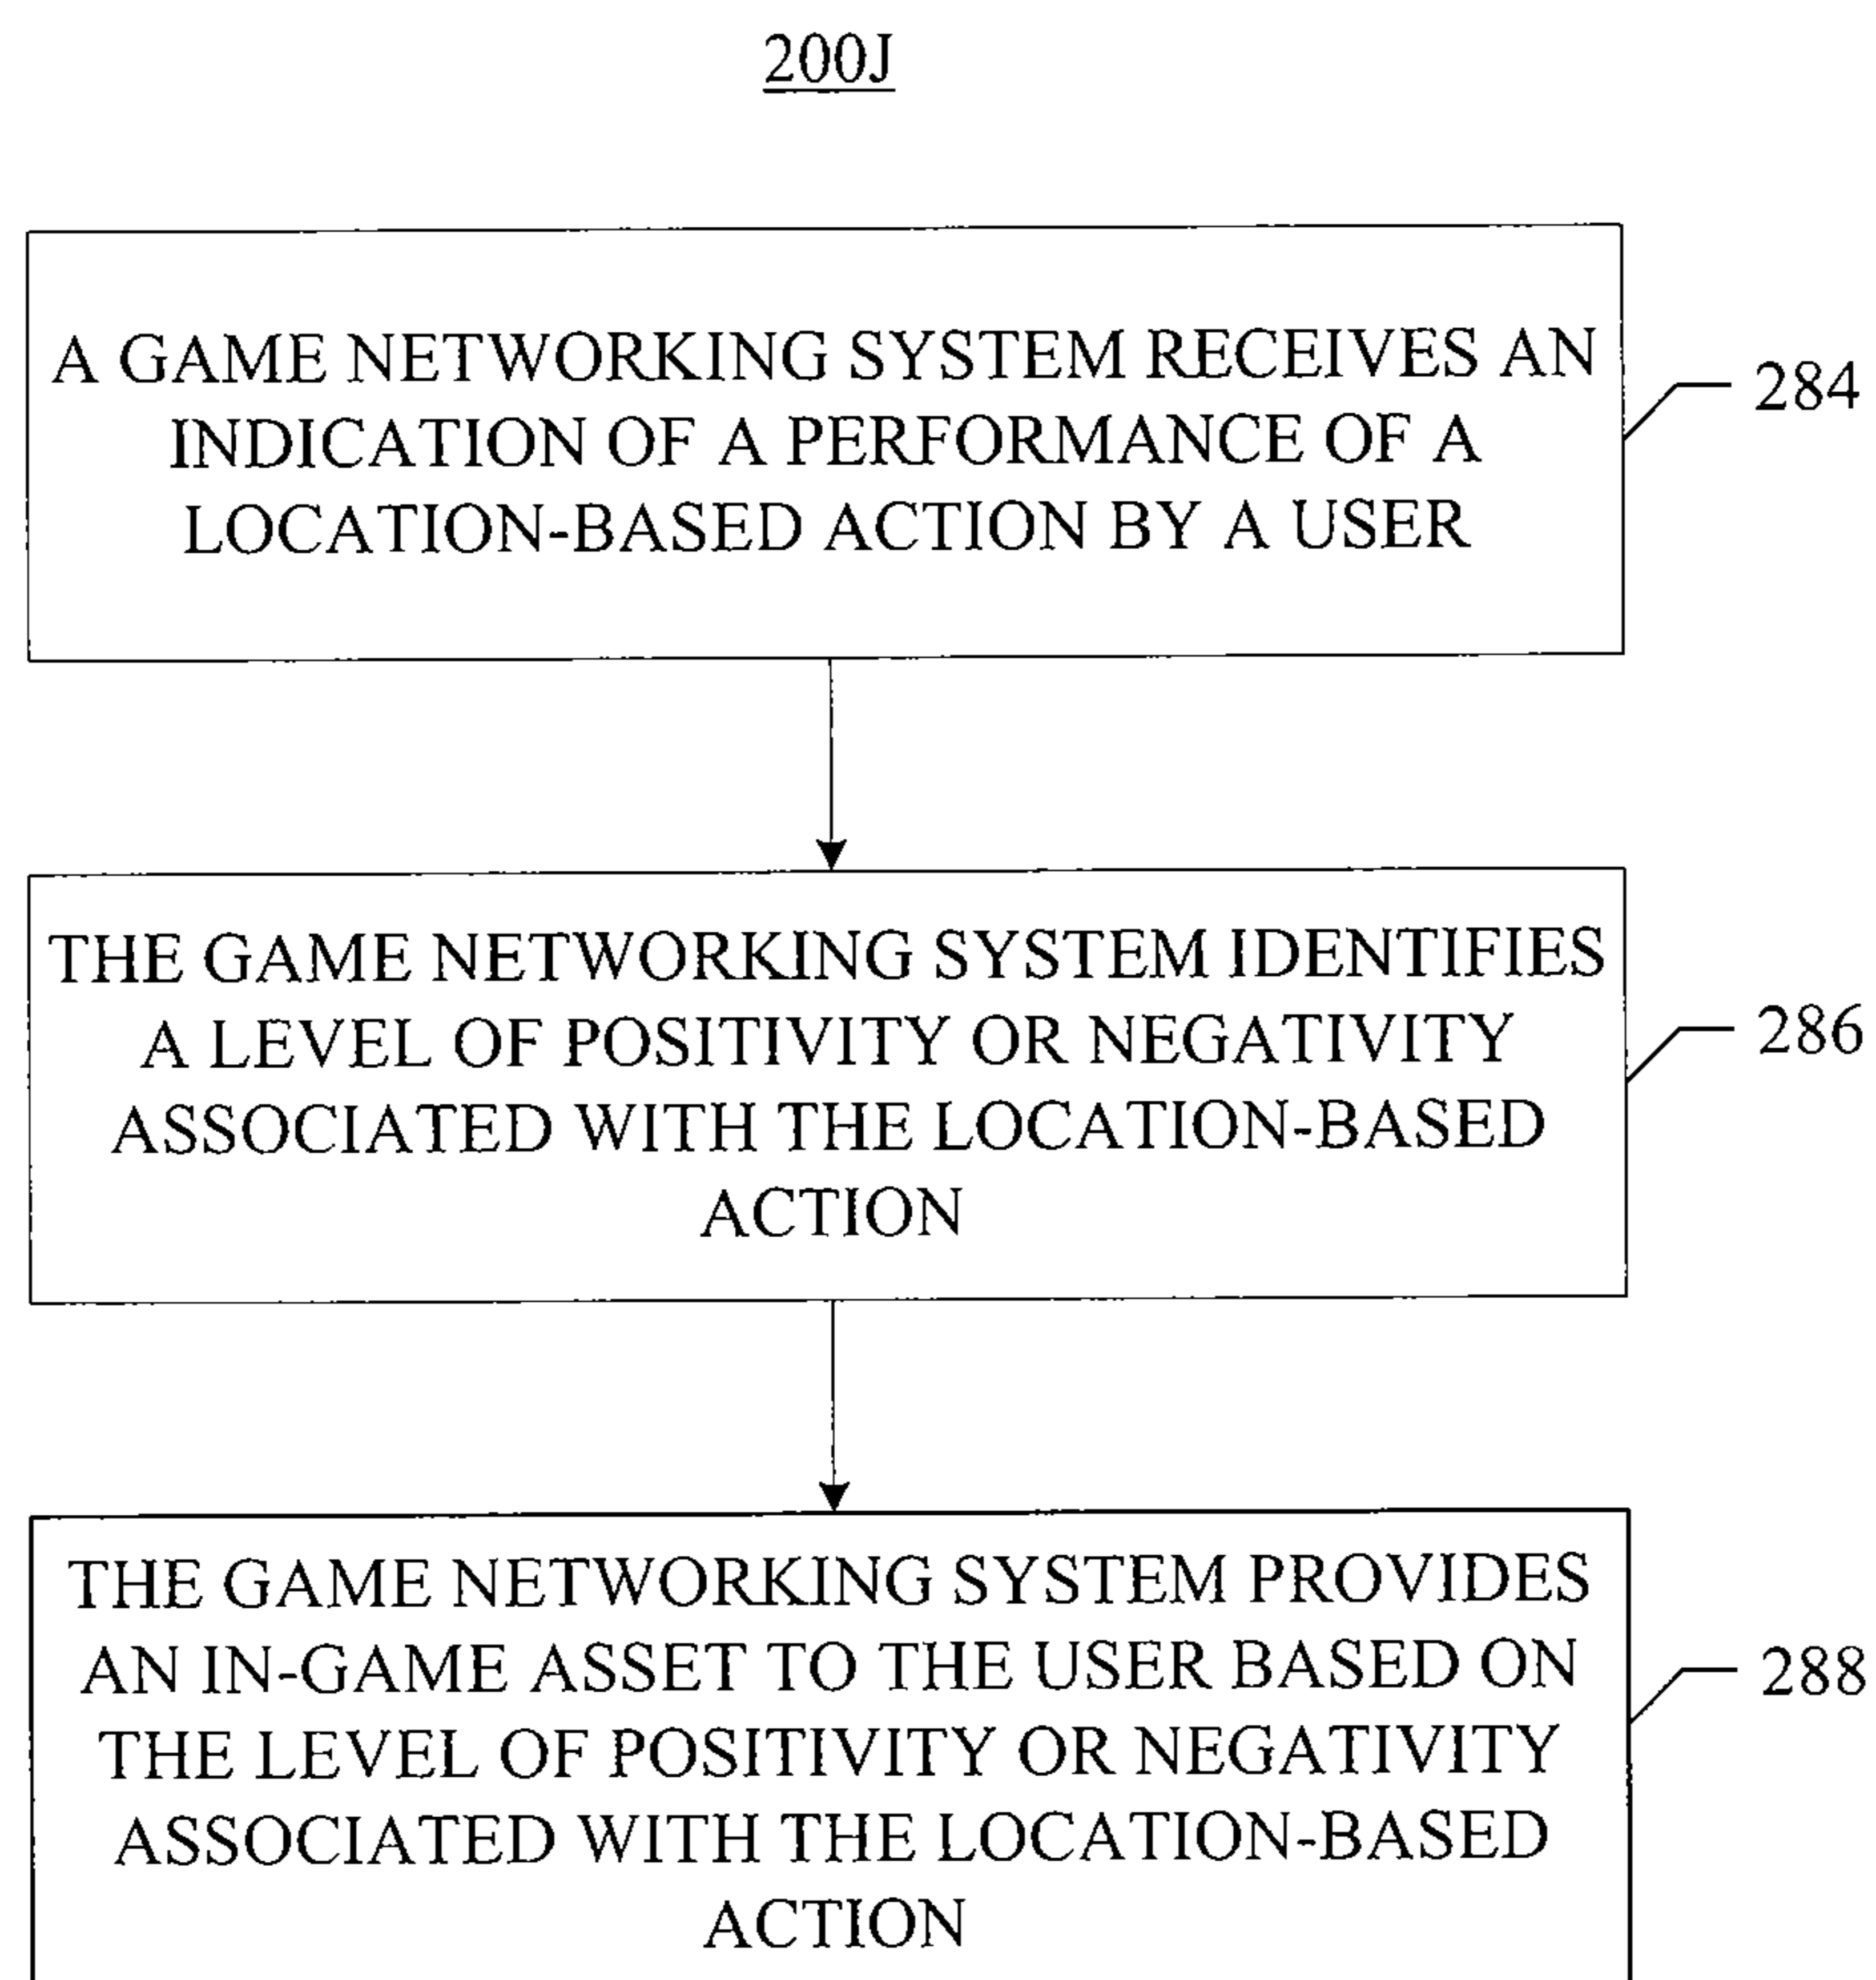 200J
A GAME NETWORKING SYSTEM RECEIVES AN
INDICATION OF A PERFORMANCE OF A
LOCATION-BASED ACTION BY A USER
284
THE GAME NETWORKING SYSTEM IDENTIFIES
A LEVEL OF POSITIVITY OR NEGATIVITY
ASSOCIATED WITH THE LOCATION-BASED
ACTION
286
THE GAME NETWORKING SYSTEM PROVIDES
AN IN-GAME ASSET TO THE USER BASED ON
THE LEVEL OF POSITIVITY OR NEGATIVITY
ASSOCIATED WITH THE LOCATION-BASED
ACTION
288